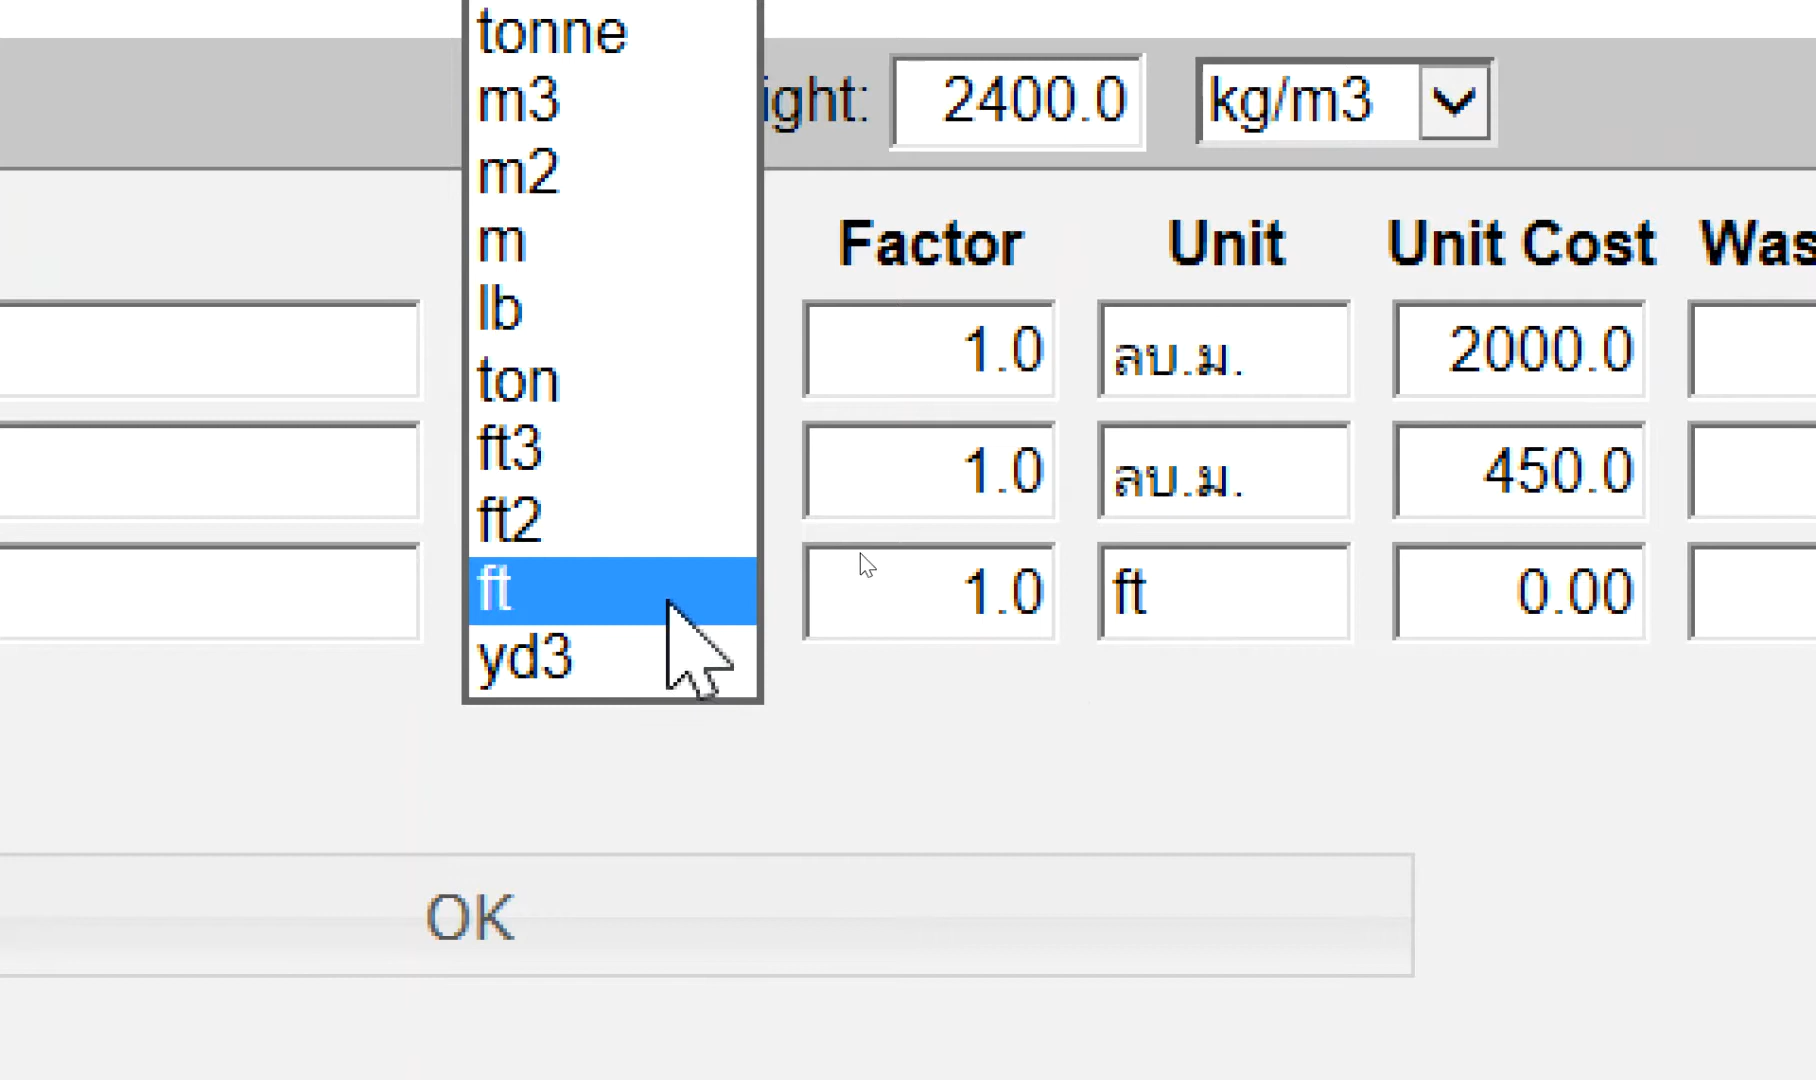 tonne
m3
m2
m
lb
ton
ft3
ft2
ft
yd3
ight: 2400.0 kg/m3
Factor Unit Unit Cost Was
1.0 ลบ.ม. 2000.0
1.0 ลบ.ม. 450.0
1.0 ft 0.00
OK